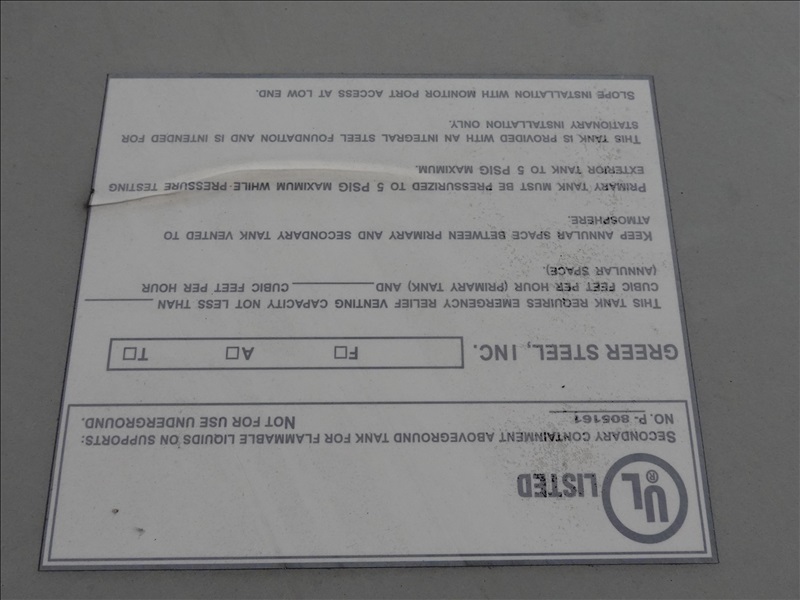 UL® LISTED
SECONDARY CONTAINMENT ABOVEGROUND TANK FOR FLAMMABLE LIQUIDS ON SUPPORTS:
NO. P- 805161 NOT FOR USE UNDERGROUND.
GREER STEEL, INC. F□ A□ T□
THIS TANK REQUIRES EMERGENCY RELIEF VENTING CAPACITY NOT LESS THAN ________
CUBIC FEET PER HOUR (PRIMARY TANK) AND ________ CUBIC FEET PER HOUR
(ANNULAR SPACE).
KEEP ANNULAR SPACE BETWEEN PRIMARY AND SECONDARY TANK VENTED TO
ATMOSPHERE.
PRIMARY TANK MUST BE PRESSURIZED TO 5 PSIG MAXIMUM WHILE PRESSURE TESTING
EXTERIOR TANK TO 5 PSIG MAXIMUM.
THIS TANK IS PROVIDED WITH AN INTEGRAL STEEL FOUNDATION AND IS INTENDED FOR
STATIONARY INSTALLATION ONLY.
SLOPE INSTALLATION WITH MONITOR PORT ACCESS AT LOW END.